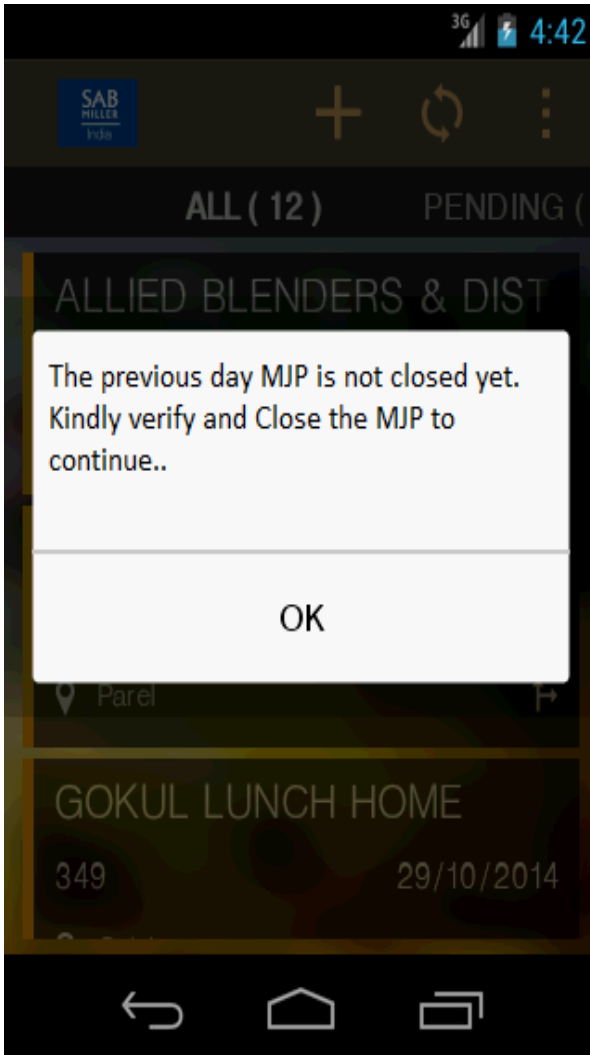 3G 4:42
SAB
MILLER
India
ALL ( 12 ) PENDING (
ALLIED BLENDERS & DIST
The previous day MJP is not closed yet.
Kindly verify and Close the MJP to
continue..
OK
Parel
GOKUL LUNCH HOME
349 29/10/2014